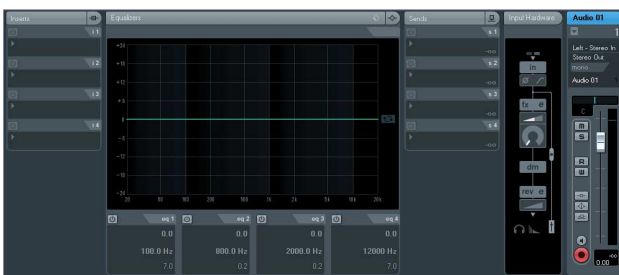 Inserts
i 1
i 2
i 3
i 4
Equalizers
+24
+18
+12
+6
0
-6
-12
-18
-24
20
50
100
200
500
1k
2k
5k
10k
20k
eq 1
0.0
100.0 Hz
7.0
eq 2
0.0
800.0 Hz
0.2
eq 3
0.0
2000.0 Hz
0.2
eq 4
0.0
12000 Hz
7.0
Sends
s 1
-oo
s 2
-oo
s 3
-oo
s 4
-oo
Input Hardware
in
fx e
dm
rev e
Audio 01
1
Left - Stereo In
Stereo Out
mono
Audio 01
C
m
S
R
W
0.00
-oo